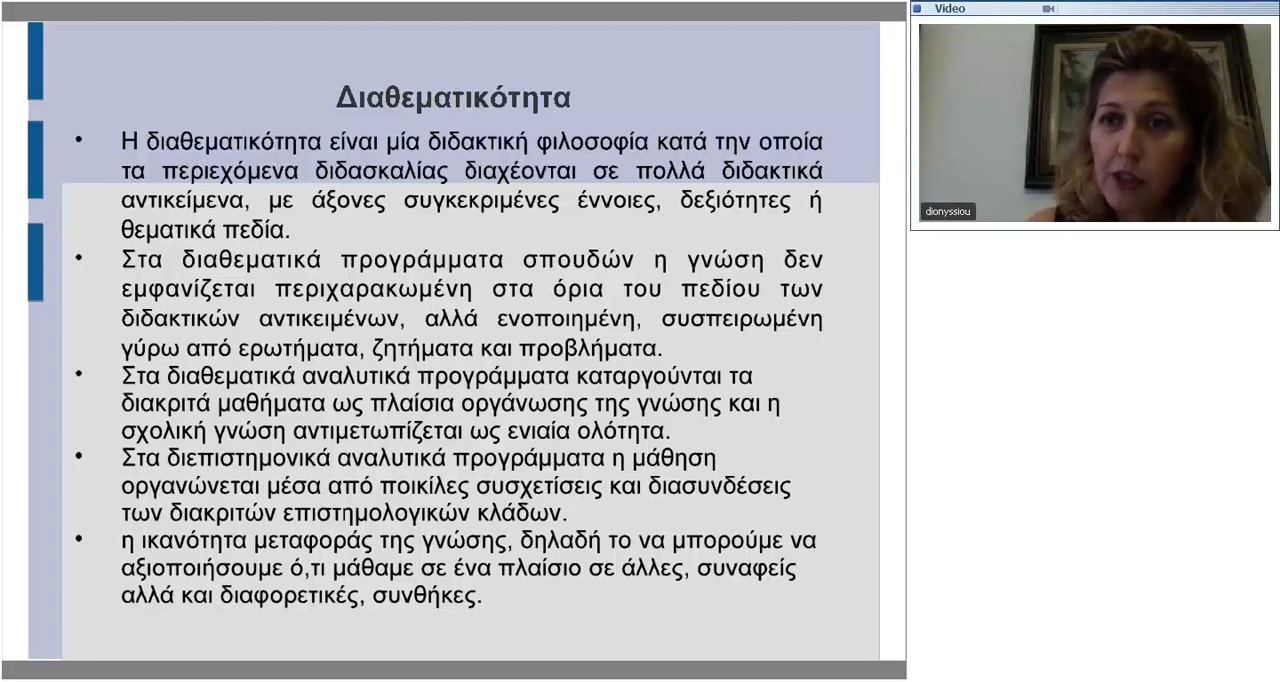 Διαθεματικότητα
• Η διαθεματικότητα είναι μία διδακτική φιλοσοφία κατά την οποία
τα περιεχόμενα διδασκαλίας διαχέονται σε πολλά διδακτικά
αντικείμενα, με άξονες συγκεκριμένες έννοιες, δεξιότητες ή
θεματικά πεδία.
• Στα διαθεματικά προγράμματα σπουδών η γνώση δεν
εμφανίζεται περιχαρακωμένη στα όρια του πεδίου των
διδακτικών αντικειμένων, αλλά ενοποιημένη, συσπειρωμένη
γύρω από ερωτήματα, ζητήματα και προβλήματα.
• Στα διαθεματικά αναλυτικά προγράμματα καταργούνται τα
διακριτά μαθήματα ως πλαίσια οργάνωσης της γνώσης και η
σχολική γνώση αντιμετωπίζεται ως ενιαία ολότητα.
• Στα διεπιστημονικά αναλυτικά προγράμματα η μάθηση
οργανώνεται μέσα από ποικίλες συσχετίσεις και διασυνδέσεις
των διακριτών επιστημολογικών κλάδων.
• η ικανότητα μεταφοράς της γνώσης, δηλαδή το να μπορούμε να
αξιοποιήσουμε ό,τι μάθαμε σε ένα πλαίσιο σε άλλες, συναφείς
αλλά και διαφορετικές, συνθήκες.
Video
dionyssiou